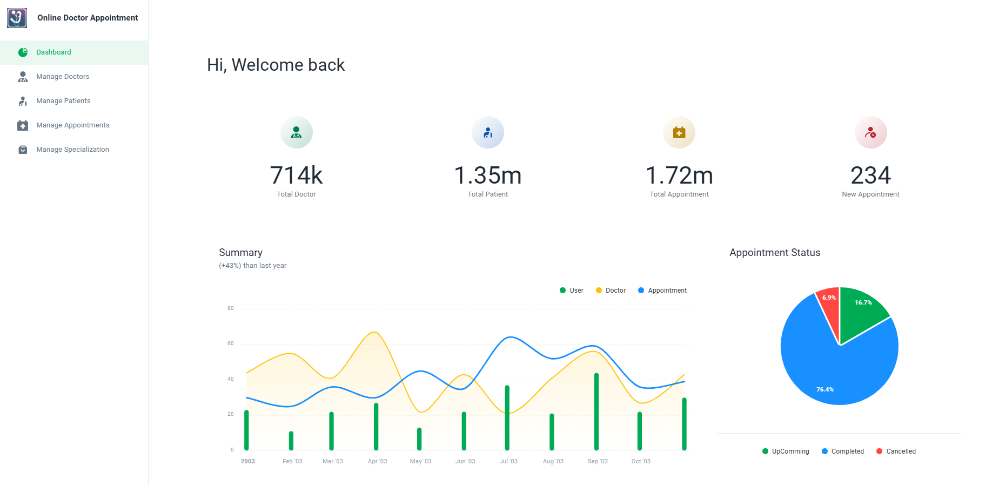 Online Doctor Appointment
Dashboard
Manage Doctors
Manage Patients
Manage Appointments
Manage Specialization
Hi, Welcome back
714k
Total Doctor
1.35m
Total Patient
1.72m
Total Appointment
234
New Appointment
Summary
(+43%) than last year
User Doctor Appointment
80
60
40
20
0
2003 Feb '03 Mar '03 Apr '03 May '03 Jun '03 Jul '03 Aug '03 Sep '03 Oct '03
Appointment Status
6.9%
16.7%
76.4%
UpComming Completed Cancelled